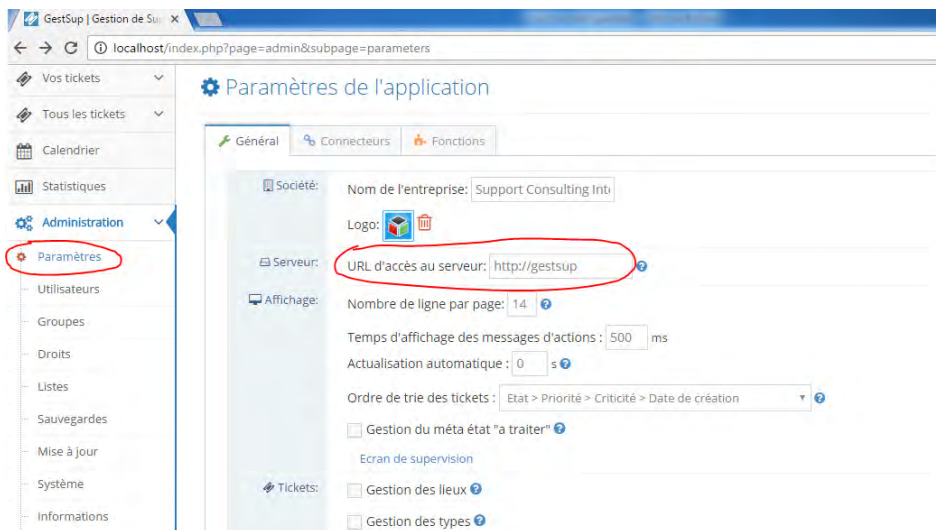 GestSup | Gestion de Su
localhost/index.php?page=admin&subpage=parameters
Vos tickets
Tous les tickets
Calendrier
Statistiques
Administration
Paramètres
Utilisateurs
Groupes
Droits
Listes
Sauvegardes
Mise à jour
Système
Informations
Paramètres de l'application
Général Connecteurs Fonctions
Société: Nom de l'entreprise: Support Consulting Int
Logo:
Serveur: URL d'accès au serveur: http://gestsup
Affichage: Nombre de ligne par page: 14
Temps d'affichage des messages d'actions : 500 ms
Actualisation automatique : 0 s
Ordre de trie des tickets : Etat > Priorité > Criticité > Date de création
Gestion du méta état "a traiter"
Ecran de supervision
Tickets: Gestion des lieux
Gestion des types